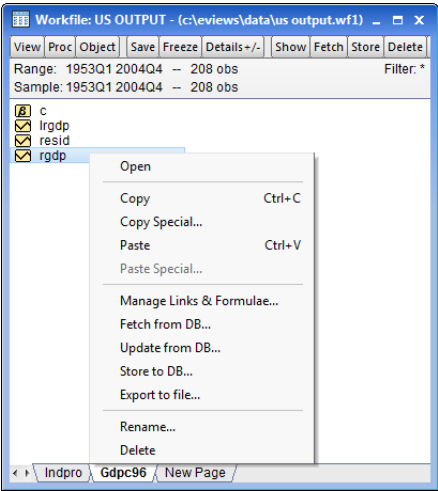 Workfile: US OUTPUT - (c:\eviews\data\us output.wf1)
View Proc Object Save Freeze Details+/- Show Fetch Store Delete
Range: 1953Q1 2004Q4 -- 208 obs Filter: *
Sample: 1953Q1 2004Q4 -- 208 obs
B c
lrgdp
resid
rgdp
Open
Copy Ctrl+C
Copy Special...
Paste Ctrl+V
Paste Special...
Manage Links & Formulae...
Fetch from DB...
Update from DB...
Store to DB...
Export to file...
Rename...
Delete
Indpro Gdpc96 New Page